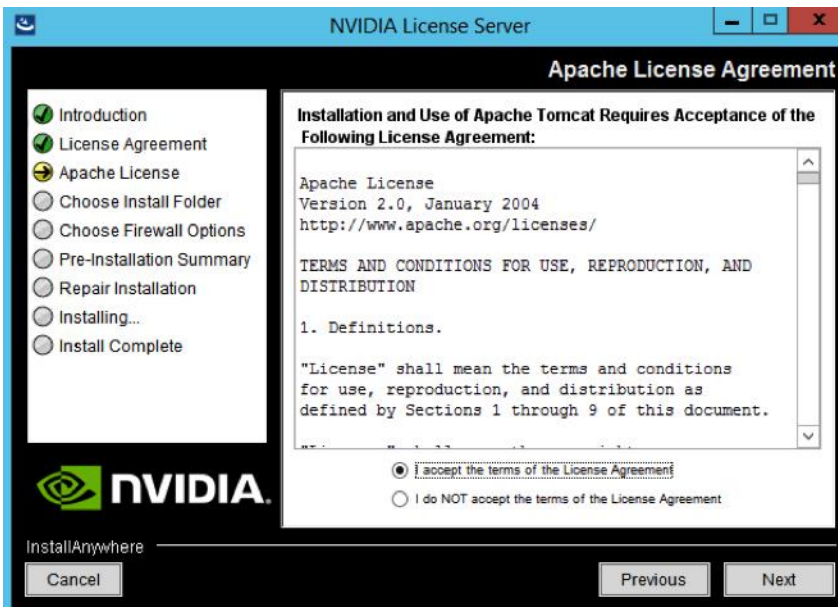 NVIDIA License Server
Apache License Agreement
Introduction
License Agreement
Apache License
Choose Install Folder
Choose Firewall Options
Pre-Installation Summary
Repair Installation
Installing...
Install Complete
Installation and Use of Apache Tomcat Requires Acceptance of the
Following License Agreement:
Apache License
Version 2.0, January 2004
http://www.apache.org/licenses/
TERMS AND CONDITIONS FOR USE, REPRODUCTION, AND
DISTRIBUTION
1. Definitions.
"License" shall mean the terms and conditions
for use, reproduction, and distribution as
defined by Sections 1 through 9 of this document.
I accept the terms of the License Agreement
I do NOT accept the terms of the License Agreement
NVIDIA.
InstallAnywhere
Cancel
Previous
Next